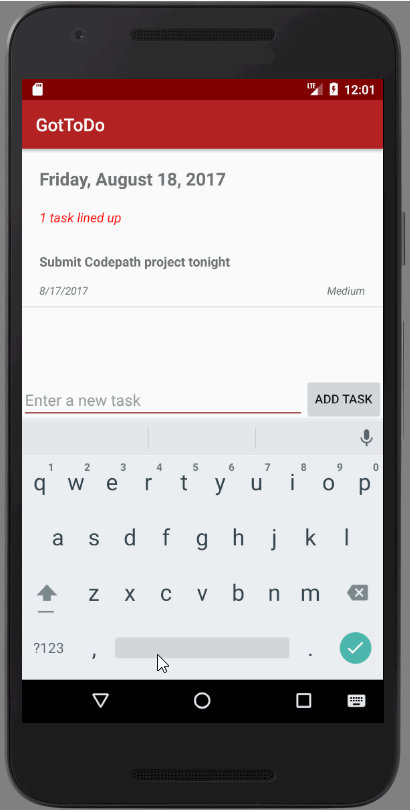 LTE 12:01
GotToDo
Friday, August 18, 2017
1 task lined up
Submit Codepath project tonight
8/17/2017 Medium
Enter a new task ADD TASK
1 2 3 4 5 6 7 8 9 0
q w e r t y u i o p
a s d f g h j k l
z x c v b n m
?123 , .